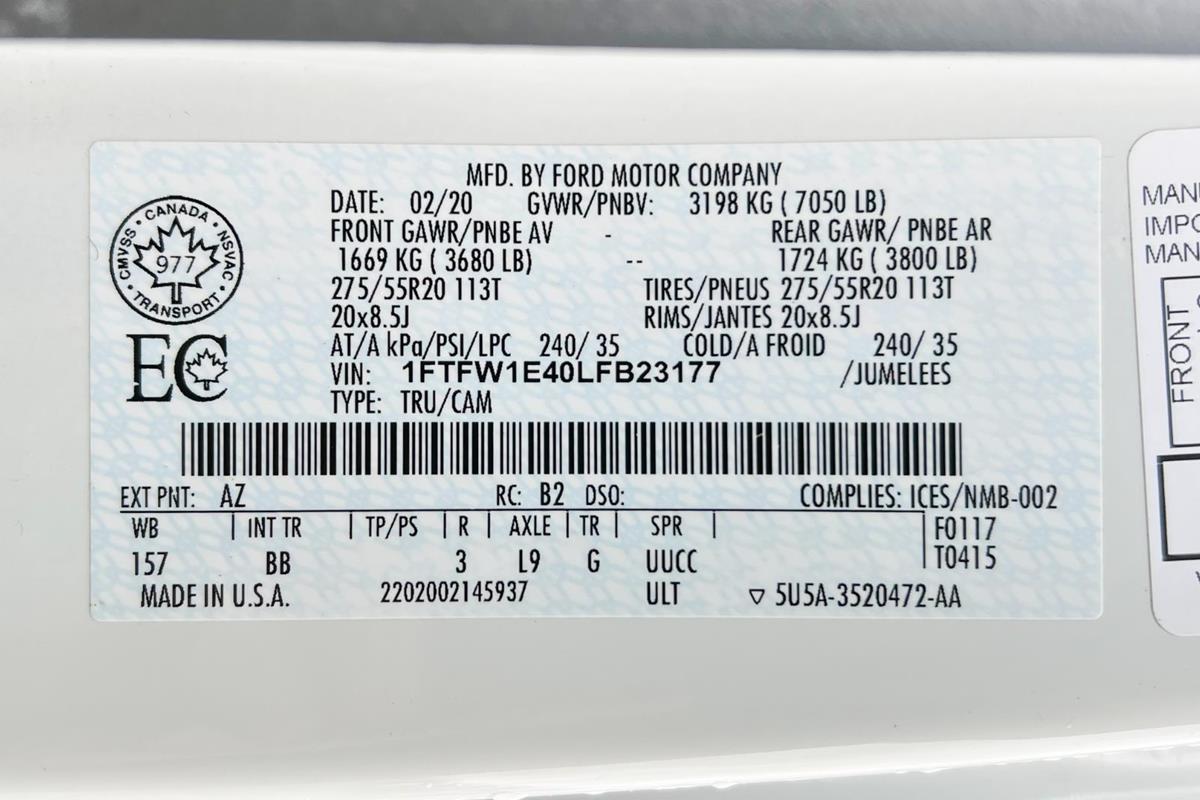 MFD. BY FORD MOTOR COMPANY
DATE: 02/20 GVWR/PNBV: 3198 KG ( 7050 LB)
FRONT GAWR/PNBE AV - REAR GAWR/ PNBE AR
1669 KG ( 3680 LB) -- 1724 KG ( 3800 LB)
275/55R20 113T TIRES/PNEUS 275/55R20 113T
20x8.5J RIMS/JANTES 20x8.5J
AT/A kPa/PSI/LPC 240/ 35 COLD/A FROID 240/ 35
VIN: 1FTFW1E40LFB23177 /JUMELEES
TYPE: TRU/CAM
CANADA
CMVSS 977 NSVAC
TRANSPORT
EC
EXT PNT: AZ RC: B2 DSO: COMPLIES: ICES/NMB-002
WB | INT TR | TP/PS | R | AXLE | TR | SPR | F0117
157 BB 3 L9 G UUCC T0415
MADE IN U.S.A. 2202002145937 ULT ▽ 5U5A-3520472-AA
MANU
IMPO
MAN
FRONT